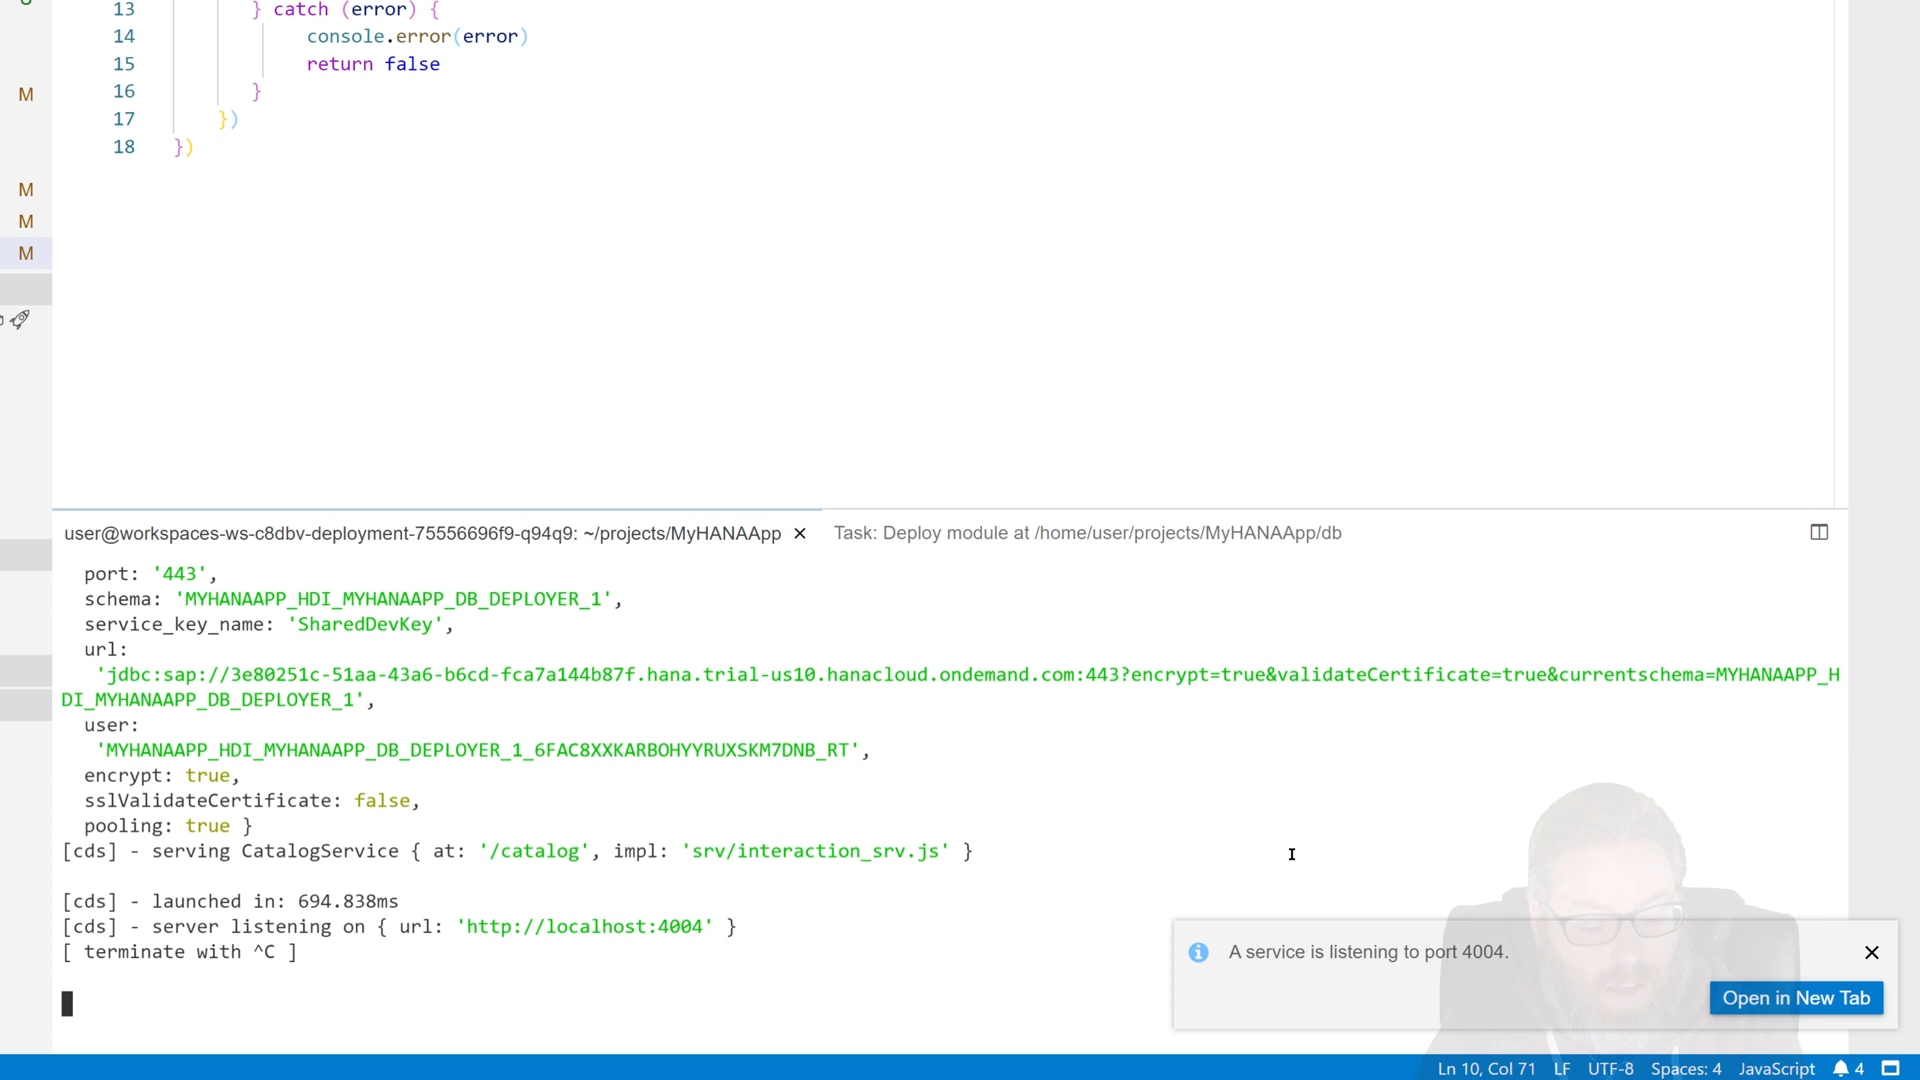 13 } catch (error) {
14 console.error(error)
15 return false
16 }
17 })
18 })
M
M
M
M
user@workspaces-ws-c8dbv-deployment-75556696f9-q94q9: ~/projects/MyHANAApp × Task: Deploy module at /home/user/projects/MyHANAApp/db
port: '443',
schema: 'MYHANAAPP_HDI_MYHANAAPP_DB_DEPLOYER_1',
service_key_name: 'SharedDevKey',
url:
'jdbc:sap://3e80251c-51aa-43a6-b6cd-fca7a144b87f.hana.trial-us10.hanacloud.ondemand.com:443?encrypt=true&validateCertificate=true&currentschema=MYHANAAPP_H
DI_MYHANAAPP_DB_DEPLOYER_1',
user:
'MYHANAAPP_HDI_MYHANAAPP_DB_DEPLOYER_1_6FAC8XXKARBOHYYRUXSKM7DNB_RT',
encrypt: true,
sslValidateCertificate: false,
pooling: true }
[cds] - serving CatalogService { at: '/catalog', impl: 'srv/interaction_srv.js' }
[cds] - launched in: 694.838ms
[cds] - server listening on { url: 'http://localhost:4004' }
[ terminate with ^C ]
A service is listening to port 4004.
Open in New Tab
Ln 10, Col 71 LF UTF-8 Spaces: 4 JavaScript 4